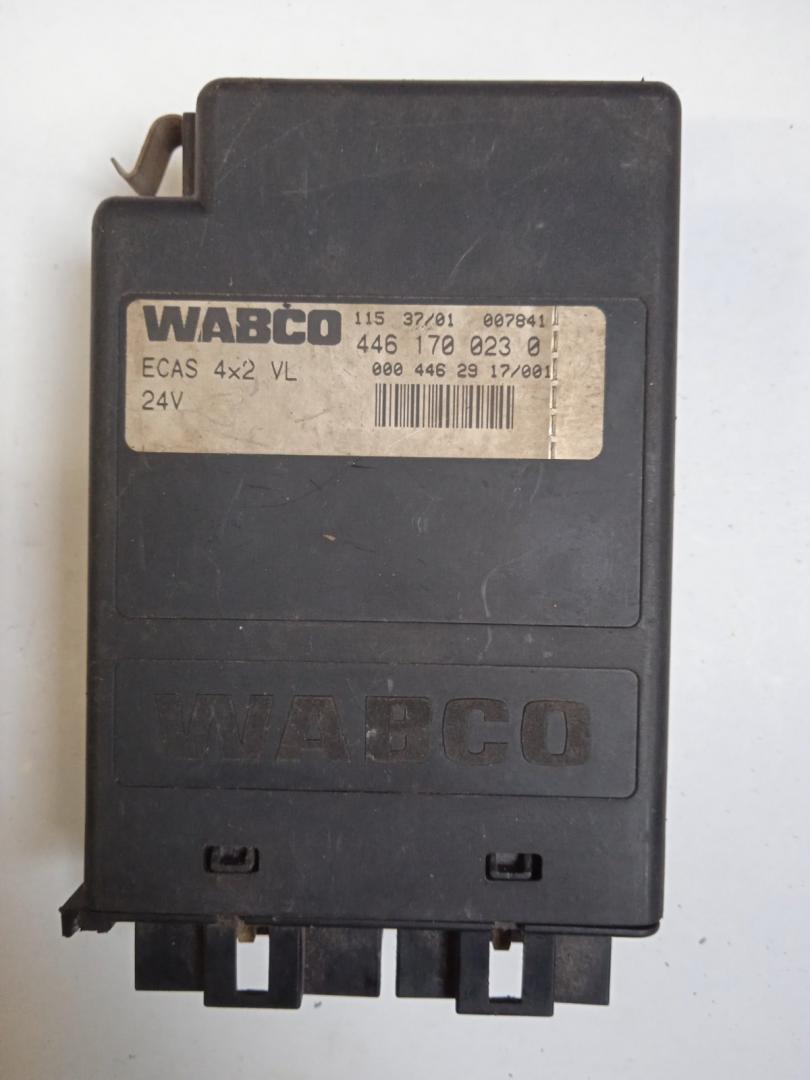 WABCO 115 37/01 007841
446 170 023 0
ECAS 4x2 VL 000 446 29 17/001
24V
WABCO